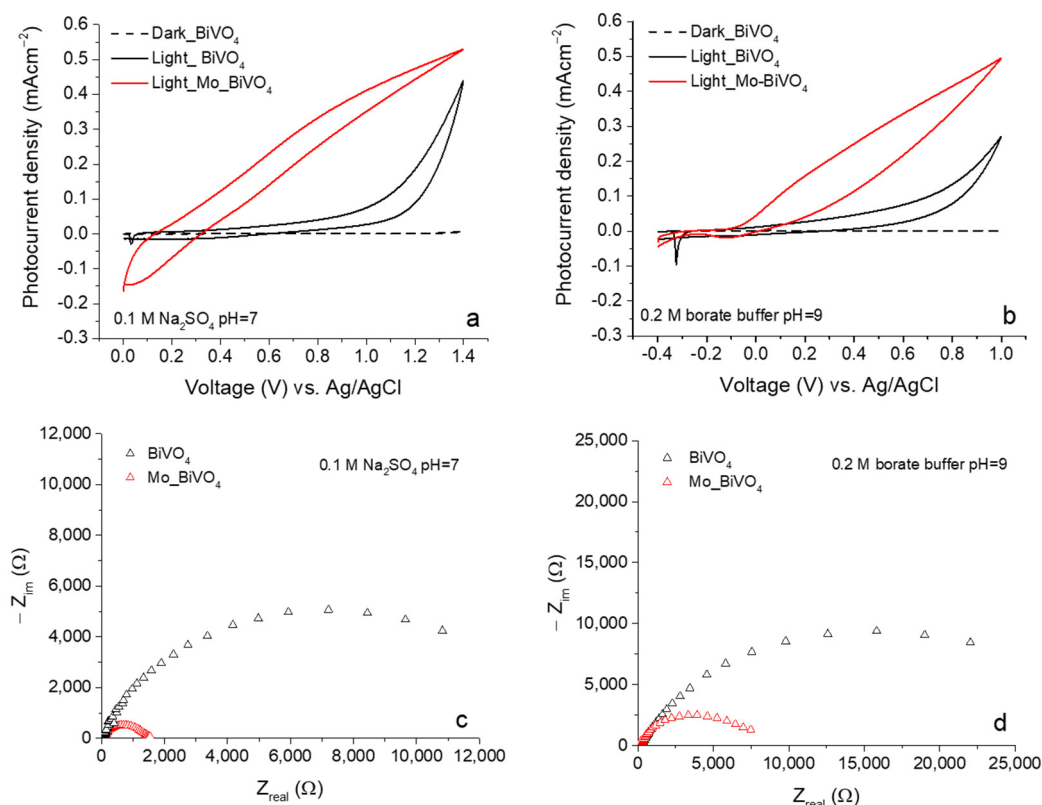 Photocurrent density (mAcm⁻²)
0.6
0.5
0.4
0.3
0.2
0.1
0.0
-0.1
-0.2
-0.3
Dark_BiVO₄
Light_ BiVO₄
Light_Mo_BiVO₄
0.1 M Na₂SO₄ pH=7
a
0.0 0.2 0.4 0.6 0.8 1.0 1.2 1.4
Voltage (V) vs. Ag/AgCl
Photocurrent density (mAcm⁻²)
0.6
0.5
0.4
0.3
0.2
0.1
0.0
-0.1
-0.2
-0.3
Dark_BiVO₄
Light_BiVO₄
Light_Mo-BiVO₄
0.2 M borate buffer pH=9
b
-0.4 -0.2 0.0 0.2 0.4 0.6 0.8 1.0
Voltage (V) vs. Ag/AgCl
− Z_im (Ω)
12,000
10,000
8,000
6,000
4,000
2,000
0
BiVO₄
Mo_BiVO₄
0.1 M Na₂SO₄ pH=7
c
0 2,000 4,000 6,000 8,000 10,000 12,000
Z_real (Ω)
− Z_im (Ω)
25,000
20,000
15,000
10,000
5,000
0
BiVO₄
Mo_BiVO₄
0.2 M borate buffer pH=9
d
0 5,000 10,000 15,000 20,000 25,000
Z_real (Ω)